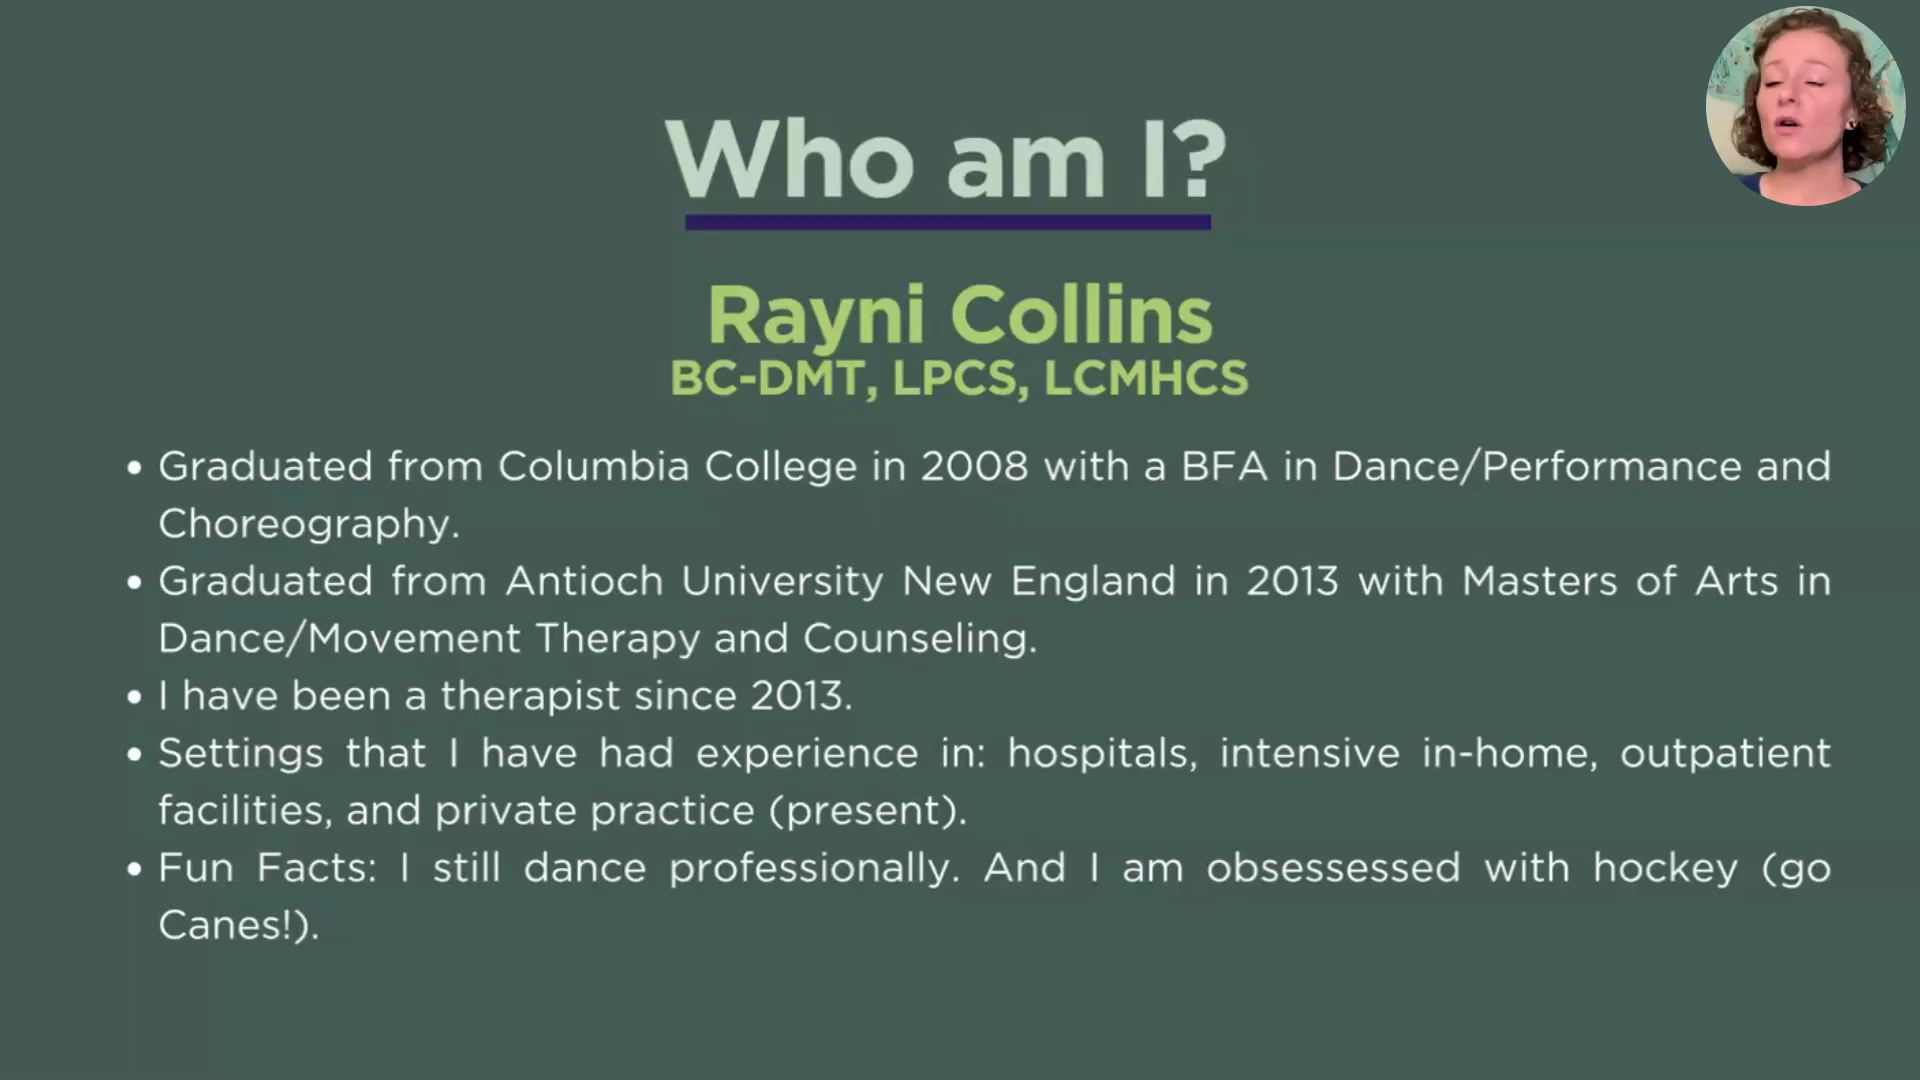 Who am I?
Rayni Collins
BC-DMT, LPCS, LCMHCS
• Graduated from Columbia College in 2008 with a BFA in Dance/Performance and
Choreography.
• Graduated from Antioch University New England in 2013 with Masters of Arts in
Dance/Movement Therapy and Counseling.
• I have been a therapist since 2013.
• Settings that I have had experience in: hospitals, intensive in-home, outpatient
facilities, and private practice (present).
• Fun Facts: I still dance professionally. And I am obsessessed with hockey (go
Canes!).